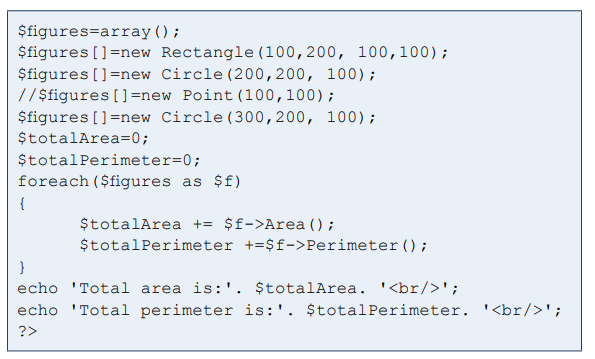 $figures=array();
$figures[]=new Rectangle(100,200, 100,100);
$figures[]=new Circle(200,200, 100);
//$figures[]=new Point(100,100);
$figures[]=new Circle(300,200, 100);
$totalArea=0;
$totalPerimeter=0;
foreach($figures as $f)
{
      $totalArea += $f->Area();
      $totalPerimeter +=$f->Perimeter();
}
echo 'Total area is:'. $totalArea. '<br/>';
echo 'Total perimeter is:'. $totalPerimeter. '<br/>';
?>